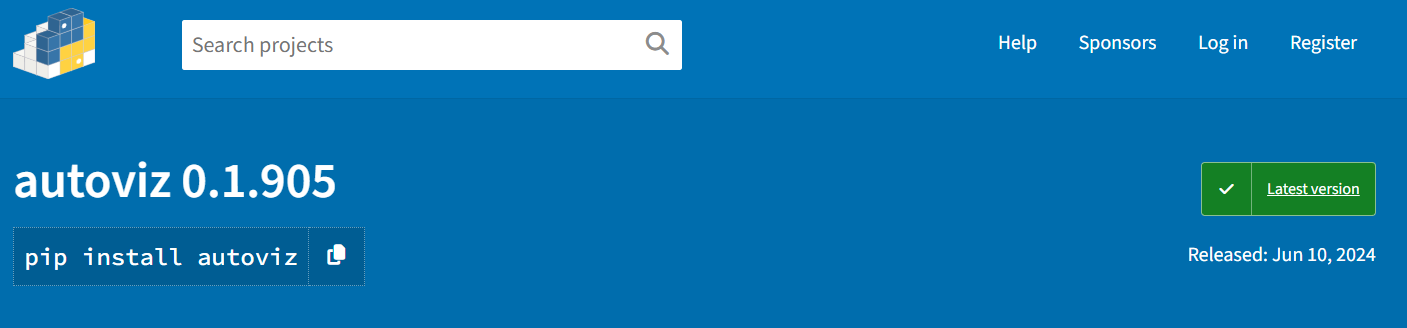 Search projects
Help Sponsors Log in Register
autoviz 0.1.905
Latest version
pip install autoviz
Released: Jun 10, 2024